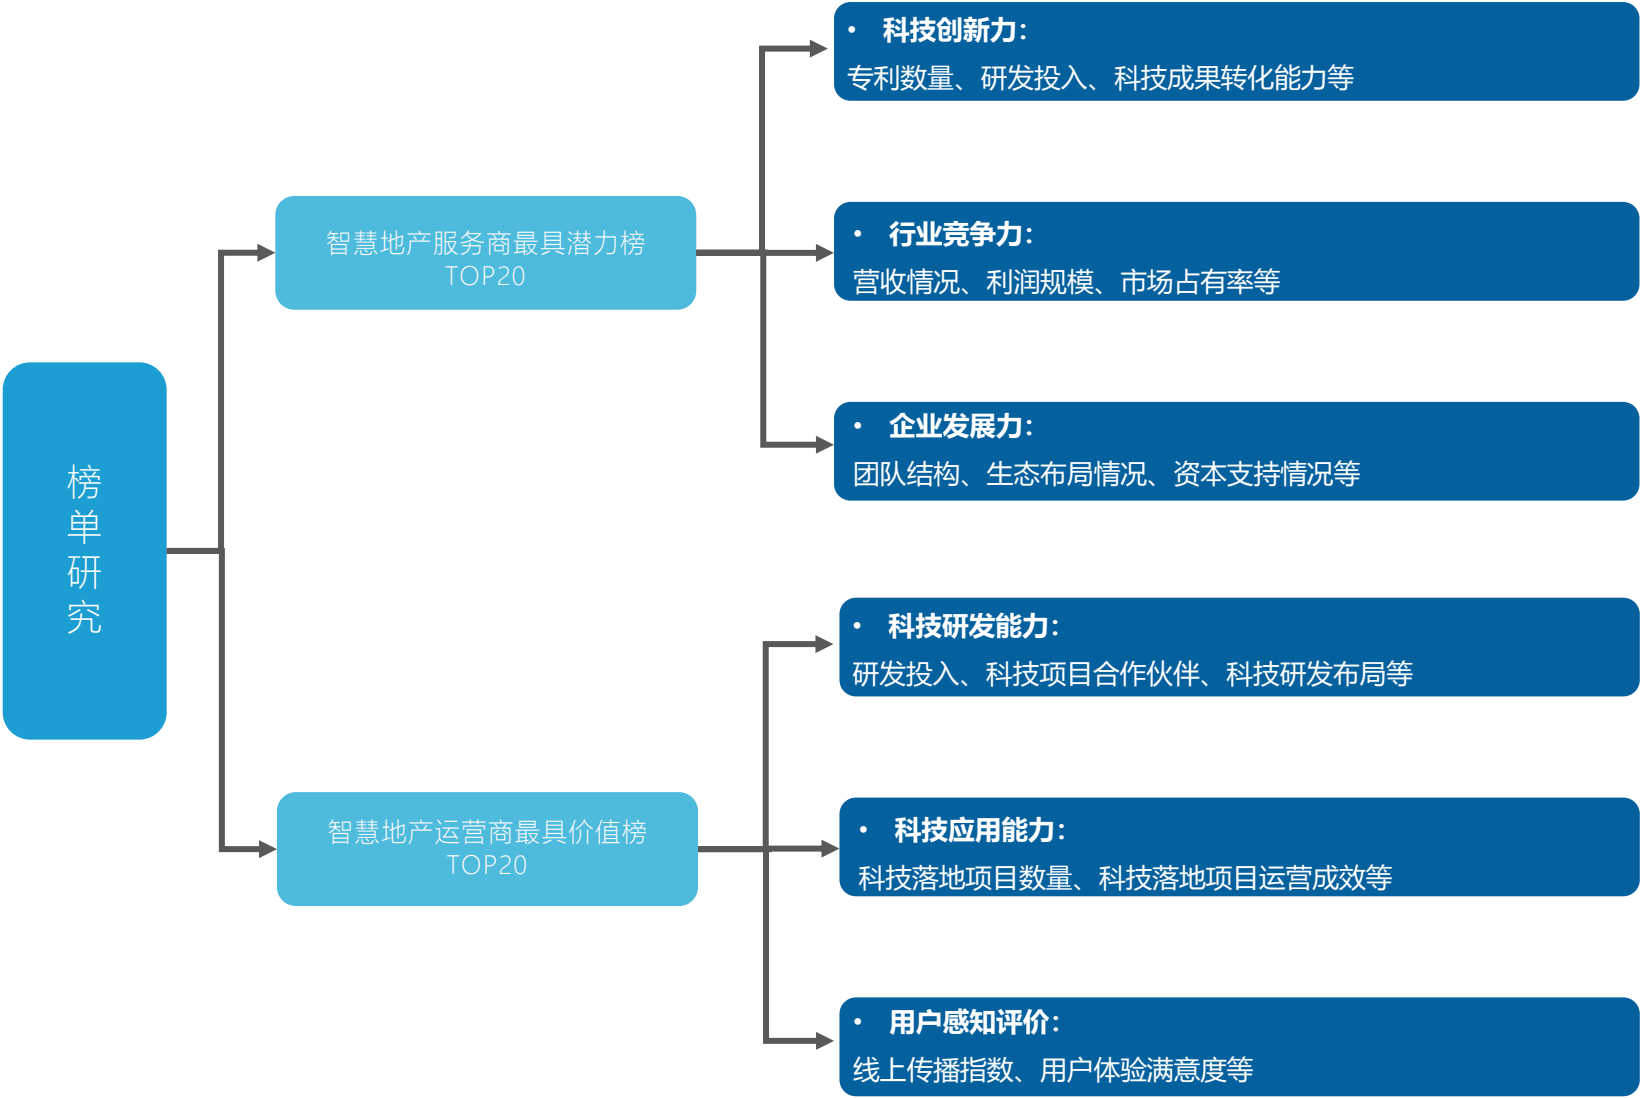 榜
单
研
究
智慧地产服务商最具潜力榜
TOP20
• 科技创新力：
专利数量、研发投入、科技成果转化能力等
• 行业竞争力：
营收情况、利润规模、市场占有率等
• 企业发展力：
团队结构、生态布局情况、资本支持情况等
智慧地产运营商最具价值榜
TOP20
• 科技研发能力：
研发投入、科技项目合作伙伴、科技研发布局等
• 科技应用能力：
科技落地项目数量、科技落地项目运营成效等
• 用户感知评价：
线上传播指数、用户体验满意度等